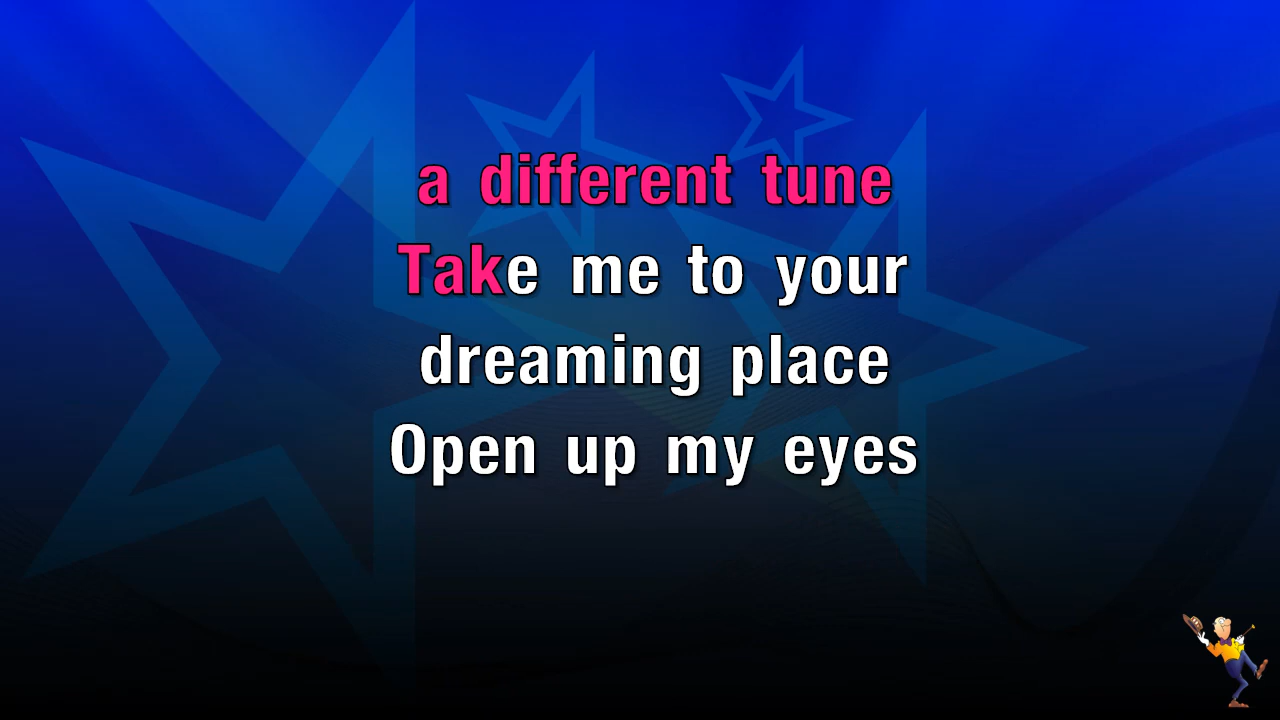 a different tune
Take me to your
dreaming place
Open up my eyes